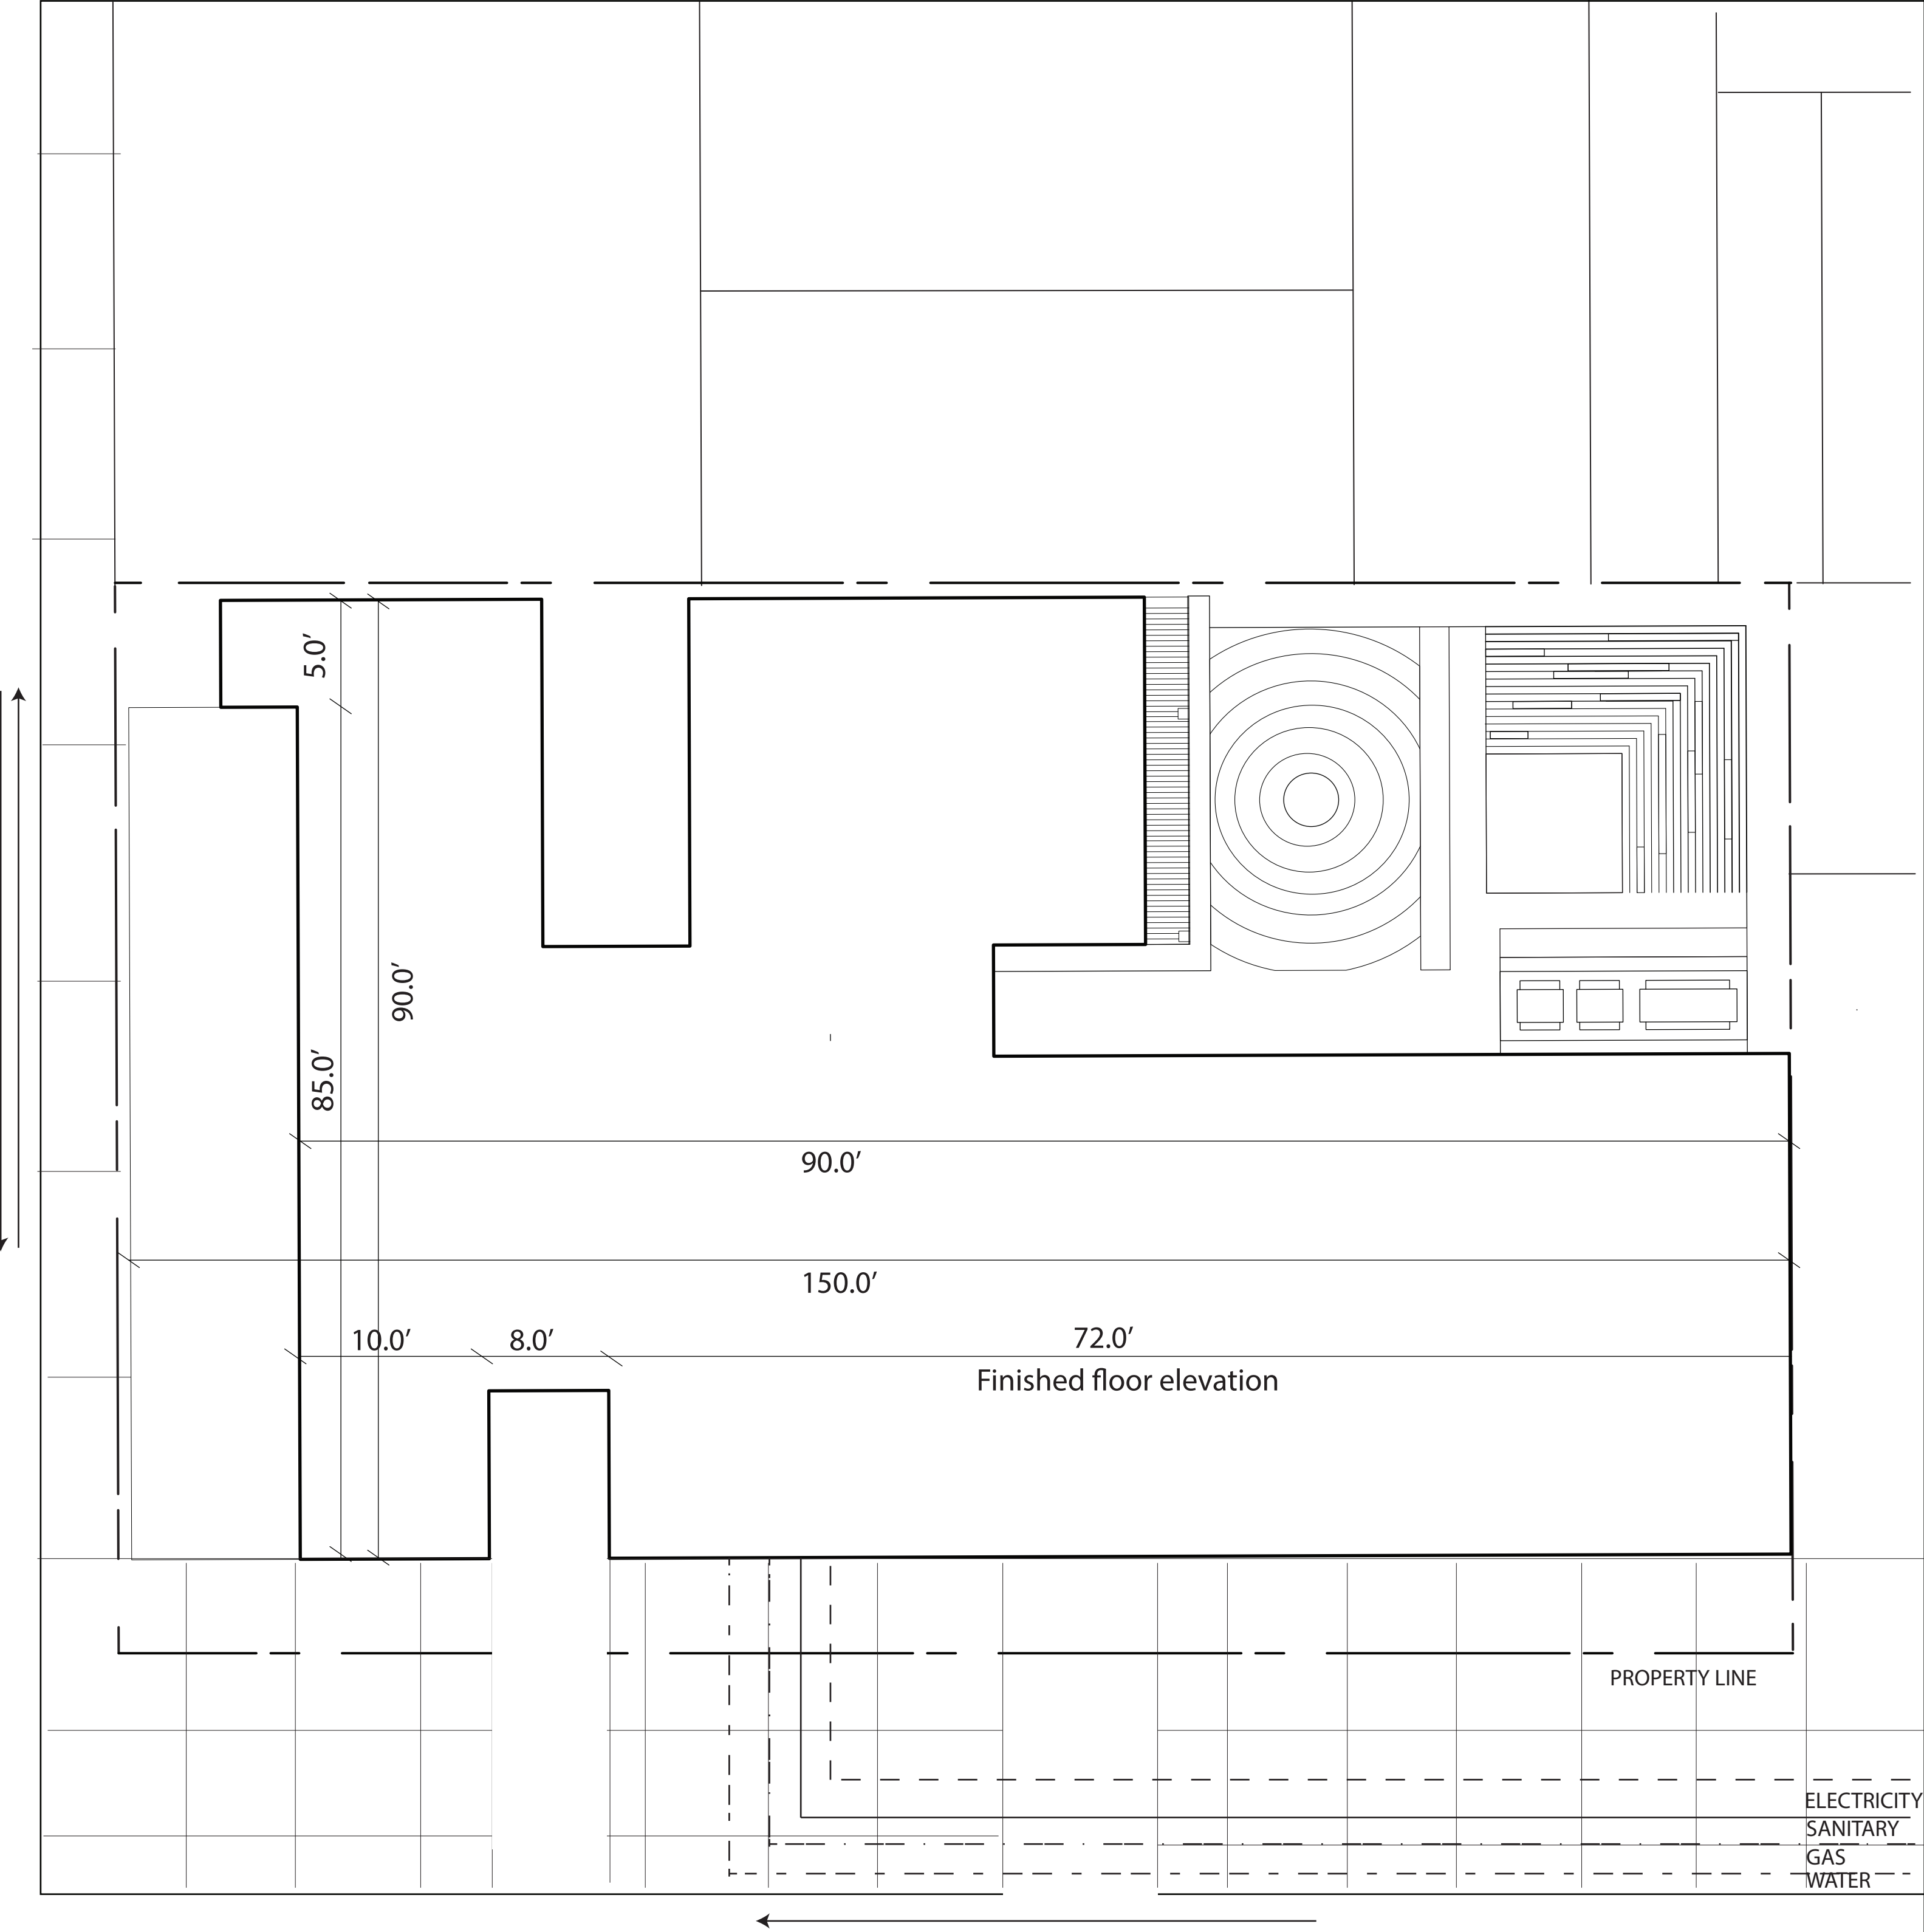 5.0′
90.0′
85.0′
90.0′
150.0′
10.0′
8.0′
72.0′
Finished floor elevation
PROPERTY LINE
ELECTRICITY
SANITARY
GAS
WATER